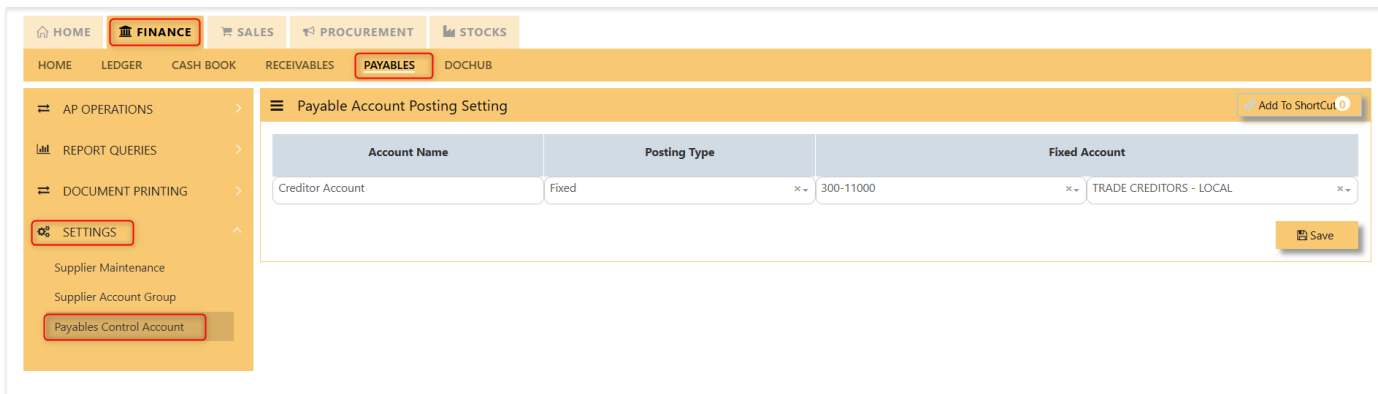 HOME FINANCE SALES PROCUREMENT STOCKS
HOME LEDGER CASH BOOK RECEIVABLES PAYABLES DOCHUB
AP OPERATIONS
REPORT QUERIES
DOCUMENT PRINTING
SETTINGS
Supplier Maintenance
Supplier Account Group
Payables Control Account
Payable Account Posting Setting
Add To ShortCut 0
Account Name Posting Type Fixed Account
Creditor Account Fixed 300-11000 TRADE CREDITORS - LOCAL
Save